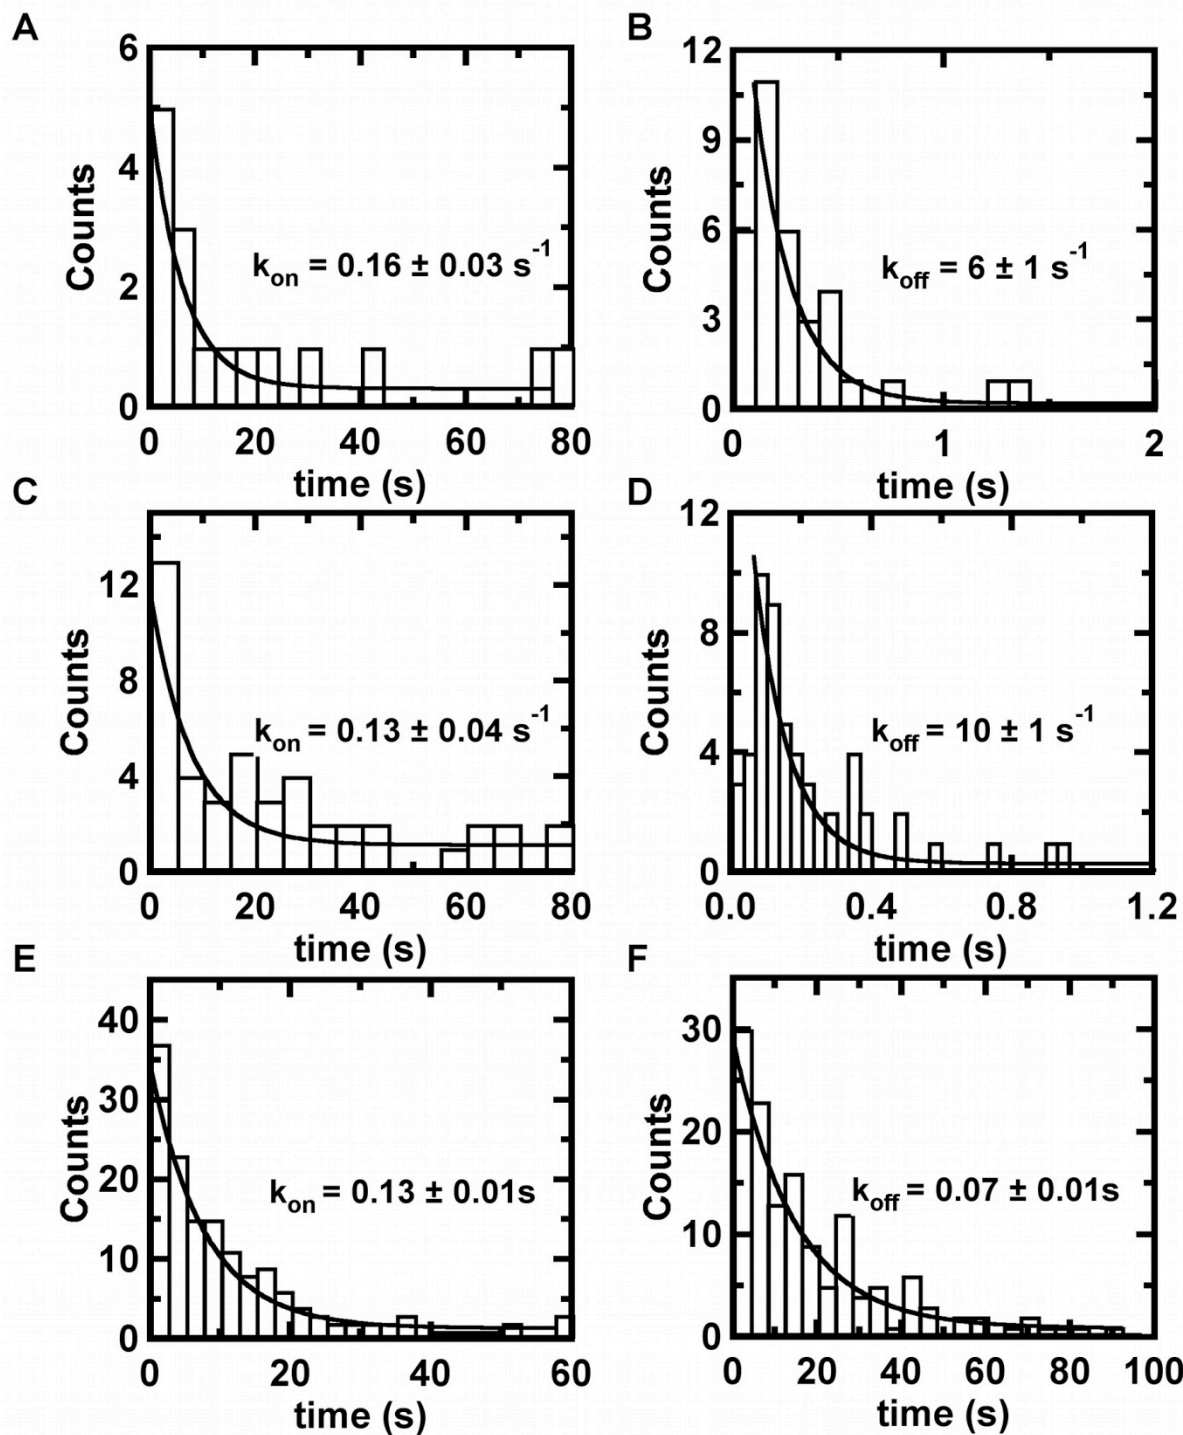 A
6
4
2
0
Counts
k_on = 0.16 ± 0.03 s⁻¹
0 20 40 60 80
time (s)
B
12
9
6
3
0
Counts
k_off = 6 ± 1 s⁻¹
0 1 2
time (s)
C
12
8
4
0
Counts
k_on = 0.13 ± 0.04 s⁻¹
0 20 40 60 80
time (s)
D
12
8
4
0
Counts
k_off = 10 ± 1 s⁻¹
0.0 0.4 0.8 1.2
time (s)
E
40
30
20
10
0
Counts
k_on = 0.13 ± 0.01s
0 20 40 60
time (s)
F
30
20
10
0
Counts
k_off = 0.07 ± 0.01s
0 20 40 60 80 100
time (s)